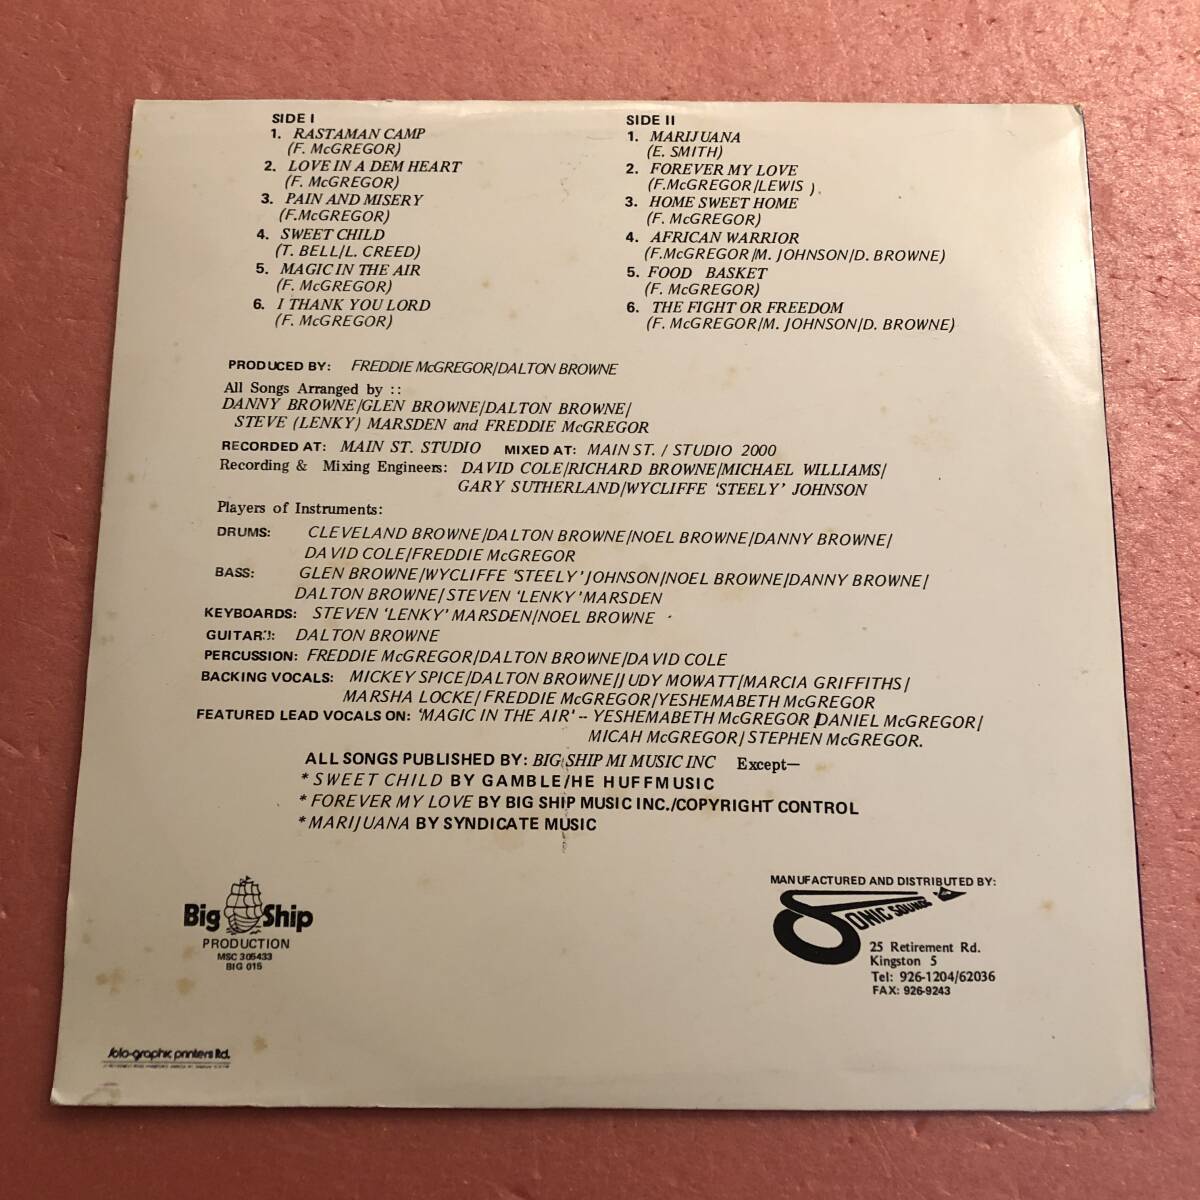 SIDE I
1. RASTAMAN CAMP
(F. McGREGOR)
2. LOVE IN A DEM HEART
(F. McGREGOR)
3. PAIN AND MISERY
(F.McGREGOR)
4. SWEET CHILD
(T. BELL/L. CREED)
5. MAGIC IN THE AIR
(F. McGREGOR)
6. I THANK YOU LORD
(F. McGREGOR)
SIDE II
1. MARIJUANA
(E. SMITH)
2. FOREVER MY LOVE
(F.McGREGOR/LEWIS ).
3. HOME SWEET HOME
(F. McGREGOR)
4. AFRICAN WARRIOR
(F.McGREGOR/M. JOHNSON/D. BROWNE)
5. FOOD BASKET
(F. McGREGOR)
6. THE FIGHT OR FREEDOM
(F. McGREGOR/M. JOHNSON/D. BROWNE)
PRODUCED BY: FREDDIE McGREGOR/DALTON BROWNE
All Songs Arranged by ::
DANNY BROWNE/GLEN BROWNE/DALTON BROWNE/
STEVE (LENKY) MARSDEN and FREDDIE McGREGOR
RECORDED AT: MAIN ST. STUDIO MIXED AT: MAIN ST. / STUDIO 2000
Recording & Mixing Engineers: DAVID COLE/RICHARD BROWNE/MICHAEL WILLIAMS/
GARY SUTHERLAND/WYCLIFFE 'STEELY' JOHNSON
Players of Instruments:
DRUMS: CLEVELAND BROWNE/DALTON BROWNE/NOEL BROWNE/DANNY BROWNE/
DAVID COLE/FREDDIE McGREGOR
BASS: GLEN BROWNE/WYCLIFFE 'STEELY' JOHNSON/NOEL BROWNE/DANNY BROWNE/
DALTON BROWNE/ STEVEN 'LENKY' MARSDEN
KEYBOARDS: STEVEN 'LENKY' MARSDEN/NOEL BROWNE
GUITAR: DALTON BROWNE
PERCUSSION: FREDDIE McGREGOR/DALTON BROWNE/DAVID COLE
BACKING VOCALS: MICKEY SPICE/DALTON BROWNE/JUDY MOWATT/MARCIA GRIFFITHS/
MARSHA LOCKE/ FREDDIE McGREGOR/YESHEMABETH McGREGOR
FEATURED LEAD VOCALS ON: 'MAGIC IN THE AIR' -- YESHEMABETH McGREGOR /DANIEL McGREGOR/
MICAH McGREGOR/ STEPHEN McGREGOR.
ALL SONGS PUBLISHED BY: BIG SHIP MI MUSIC INC Except—
* SWEET CHILD BY GAMBLE/HE HUFFMUSIC
* FOREVER MY LOVE BY BIG SHIP MUSIC INC./COPYRIGHT CONTROL
* MARIJUANA BY SYNDICATE MUSIC
Big Ship
PRODUCTION
MSC 305433
BIG 015
MANUFACTURED AND DISTRIBUTED BY:
SONIC SOUNDS
25 Retirement Rd.
Kingston 5
Tel: 926-1204/62036
FAX: 926-9243
Solo-graphic printers ltd.